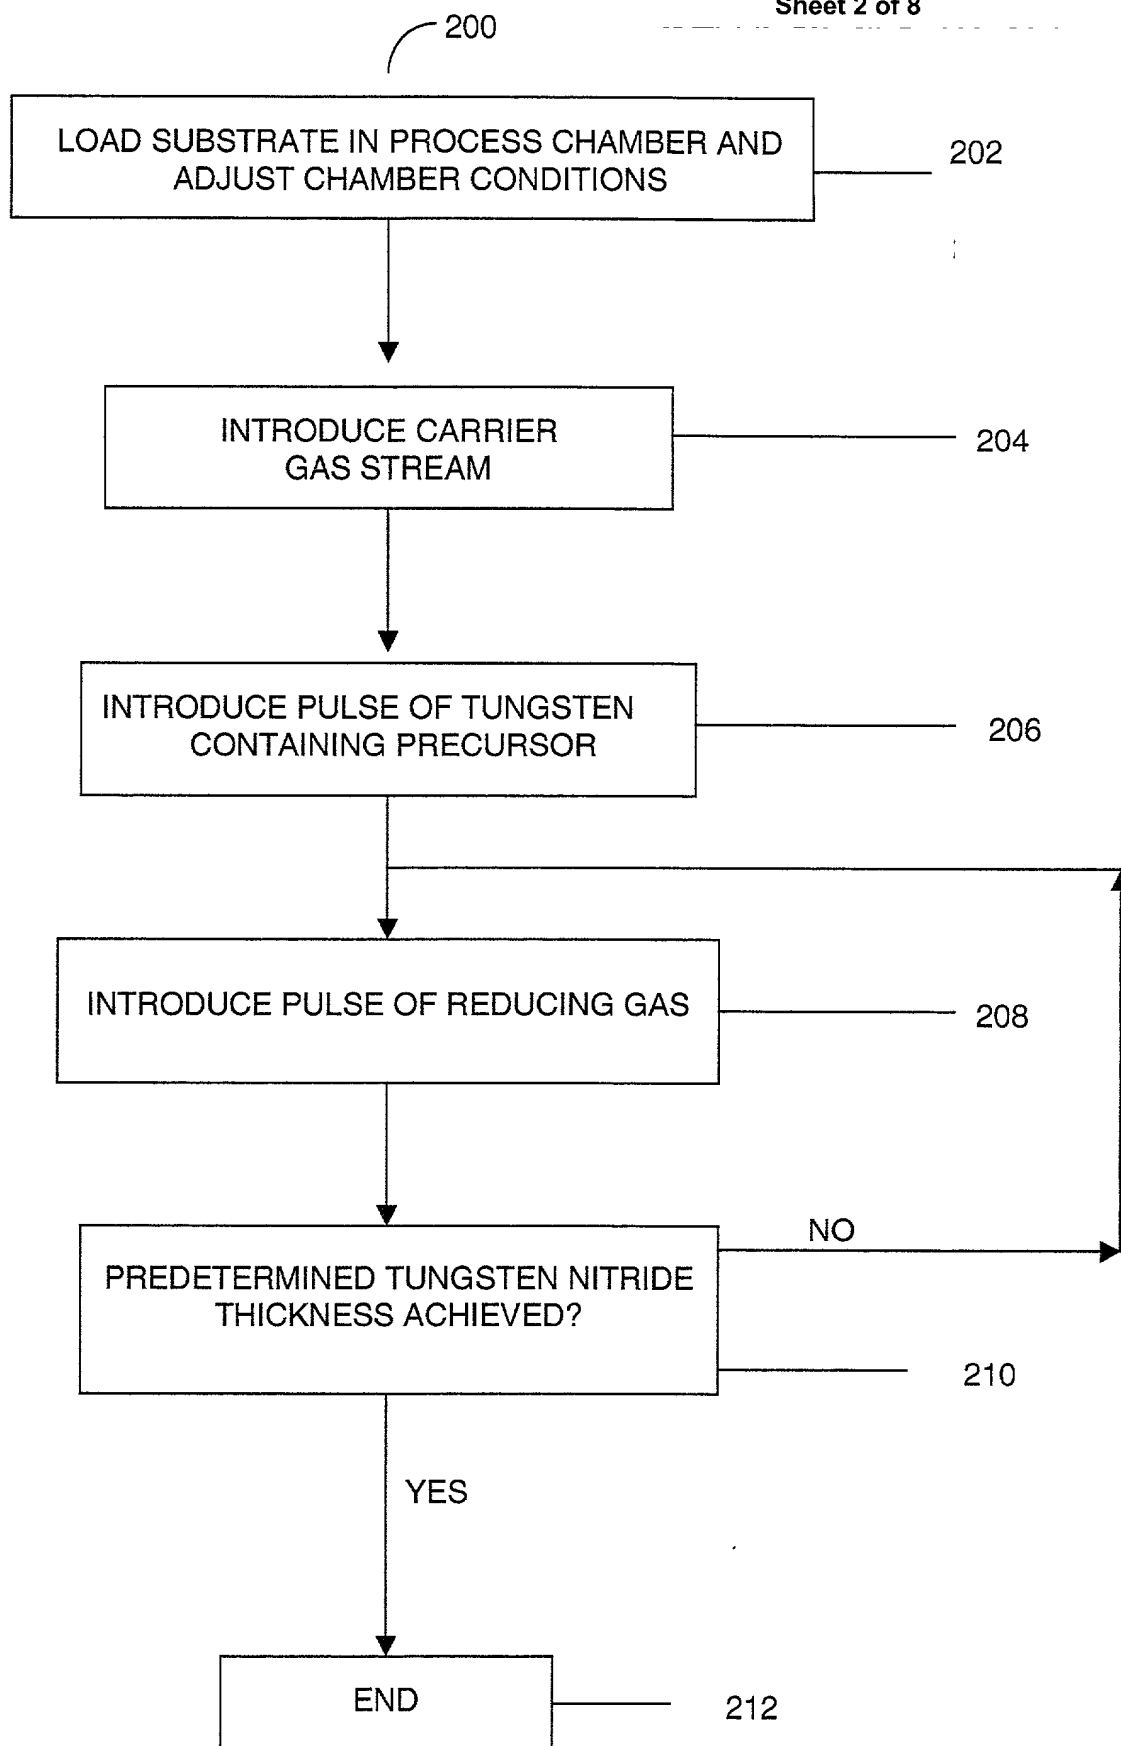 Sheet 2 of 8
200
LOAD SUBSTRATE IN PROCESS CHAMBER AND
ADJUST CHAMBER CONDITIONS
202
INTRODUCE CARRIER
GAS STREAM
204
INTRODUCE PULSE OF TUNGSTEN
CONTAINING PRECURSOR
206
INTRODUCE PULSE OF REDUCING GAS
208
NO
PREDETERMINED TUNGSTEN NITRIDE
THICKNESS ACHIEVED?
210
YES
END
212